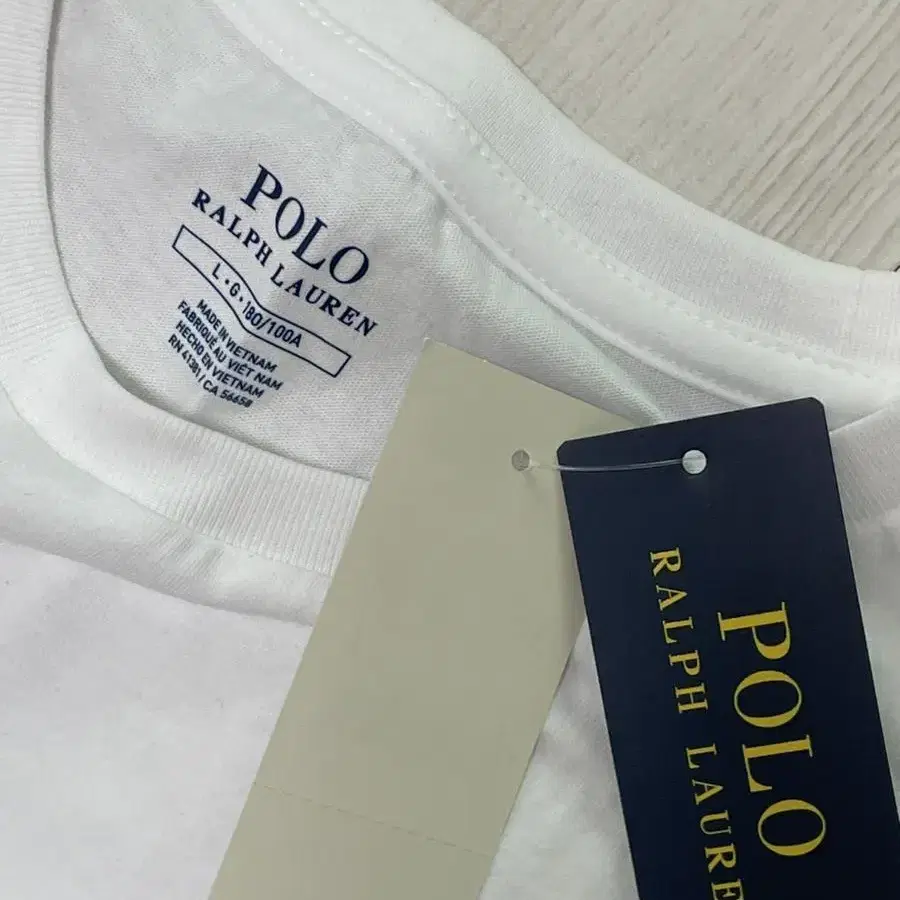 POLO
RALPH LAUREN
L•G•180/100A
MADE IN VIETNAM
FABRIQUÉ AU VIÊT NAM
HECHO EN VIETNAM
RN 41381 / CA 56658
POLO
RALPH LAUREN